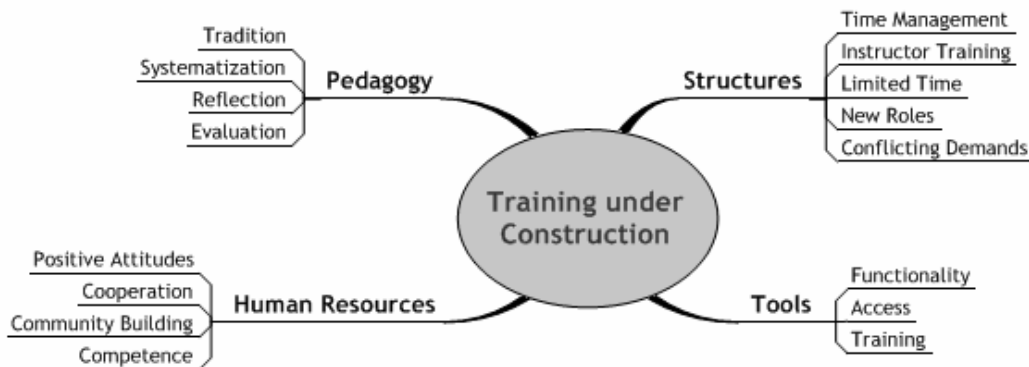 Tradition
Systematization
Reflection
Evaluation
Pedagogy
Structures
Time Management
Instructor Training
Limited Time
New Roles
Conflicting Demands
Training under
Construction
Positive Attitudes
Cooperation
Community Building
Competence
Human Resources
Tools
Functionality
Access
Training